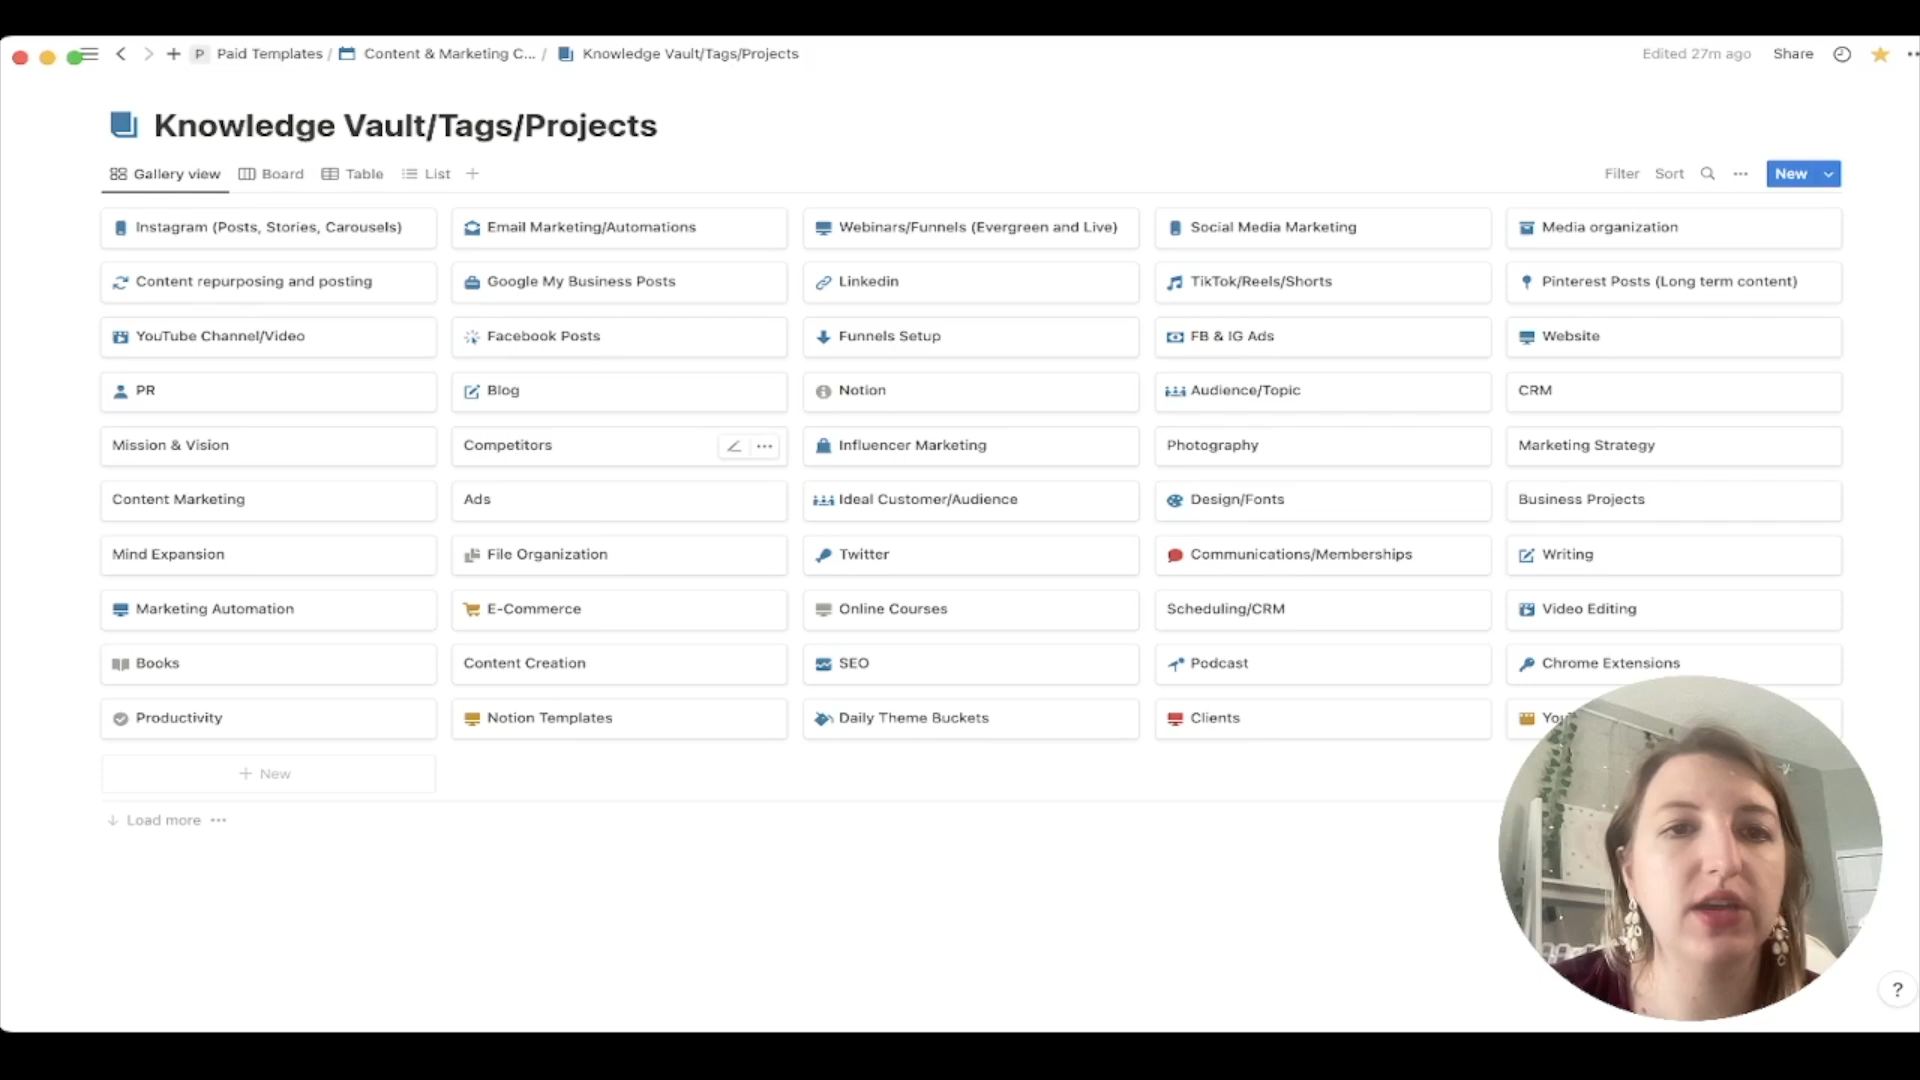 P Paid Templates / Content & Marketing C... / Knowledge Vault/Tags/Projects Edited 27m ago Share
Knowledge Vault/Tags/Projects
Gallery view Board Table List Filter Sort New
Instagram (Posts, Stories, Carousels) Email Marketing/Automations Webinars/Funnels (Evergreen and Live) Social Media Marketing Media organization
Content repurposing and posting Google My Business Posts Linkedin TikTok/Reels/Shorts Pinterest Posts (Long term content)
YouTube Channel/Video Facebook Posts Funnels Setup FB & IG Ads Website
PR Blog Notion Audience/Topic CRM
Mission & Vision Competitors Influencer Marketing Photography Marketing Strategy
Content Marketing Ads Ideal Customer/Audience Design/Fonts Business Projects
Mind Expansion File Organization Twitter Communications/Memberships Writing
Marketing Automation E-Commerce Online Courses Scheduling/CRM Video Editing
Books Content Creation SEO Podcast Chrome Extensions
Productivity Notion Templates Daily Theme Buckets Clients
+ New
Load more
?